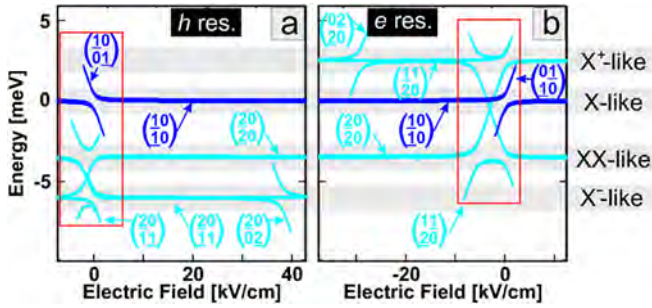 h res.
a
e res.
b
Energy [meV]
0
-5
(10
01)
(10
10)
(20
20)
(20
11)
(20
11)
(20
02)
(02
20)
(11
20)
(20
20)
(10
10)
(01
10)
(11
20)
X+-like
X-like
XX-like
X--like
0 20 40
-20 0
Electric Field [kV/cm]
Electric Field [kV/cm]